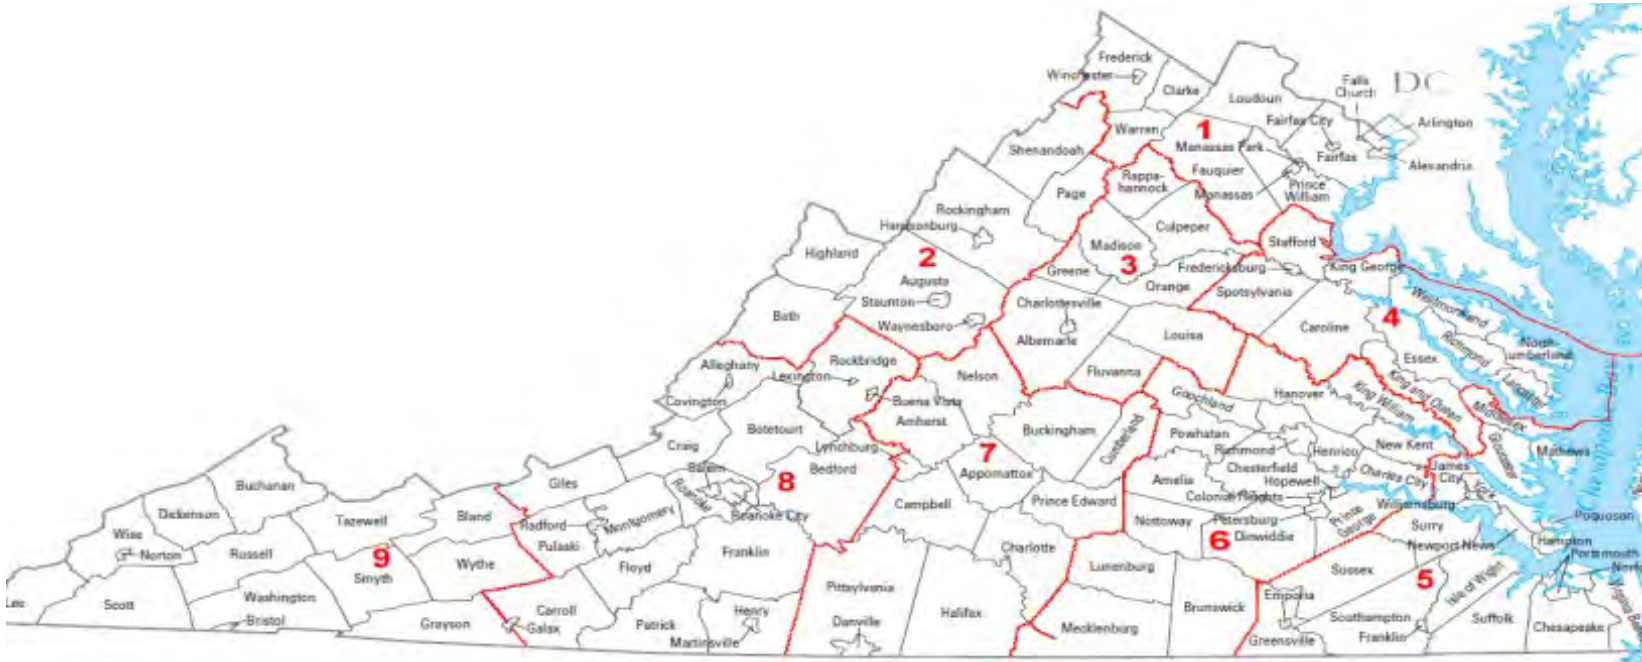 Frederick
Winchester
Clarke
Loudoun
Falls
Church
DC
Fairfax City
Arlington
Warren
1
Manassas Park
Fairfax
Alexandria
Shenandoah
Fauquier
Rappa-
hannock
Manassas
Prince
William
Page
Rockingham
Harrisonburg
Culpeper
Stafford
Highland
2
Madison
3
Fredericksburg
King George
Greene
Augusta
Orange
Spotsylvania
Staunton
Charlottesville
Westmoreland
Bath
Waynesboro
4
Caroline
Albemarle
Louisa
North
umberland
Richmond
Rockbridge
Alleghany
Essex
Lexington
Nelson
Fluvanna
Lancaster
Covington
Buena Vista
Goochland
Hanover
King and Queen
King William
Middlesex
Amherst
Botetourt
Buckingham
Cumberland
Powhatan
Craig
Lynchburg
Richmond
Henrico
New Kent
Gloucester
Mathews
7
Salem
Bedford
Appomattox
Amelia
Chesterfield
Charles City
James
City
Hopewell
8
Buchanan
Giles
Roanoke
Campbell
Prince Edward
Colonial Heights
York
Williamsburg
Dickenson
Tazewell
Bland
Radford
Montgomery
Roanoke City
Nottoway
Petersburg
Prince
George
Surry
Poquoson
Wise
Norton
Dinwiddie
6
Newport News
Hampton
Russell
9
Pulaski
Franklin
Charlotte
Portsmouth
Wythe
Floyd
Lunenburg
Sussex
5
Isle of Wight
Smyth
Pittsylvania
Scott
Washington
Carroll
Henry
Halifax
Brunswick
Emporia
Virginia
Bristol
Grayson
Galax
Patrick
Danville
Mecklenburg
Southampton
Suffolk
Chesapeake
Martinsville
Greensville
Franklin